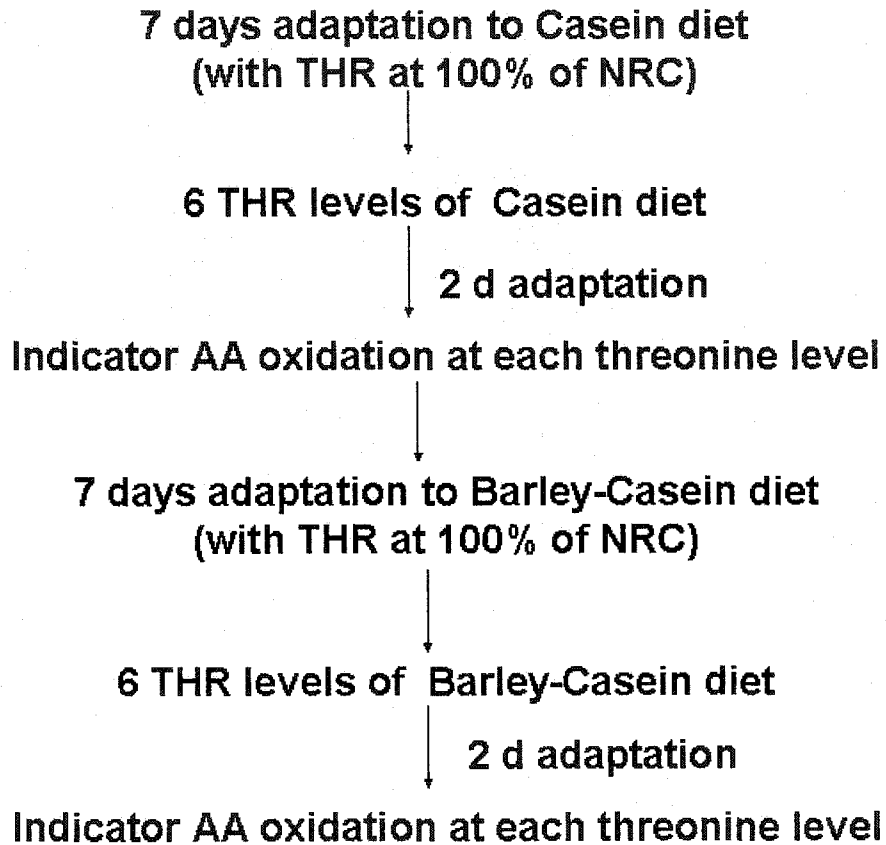 7 days adaptation to Casein diet
(with THR at 100% of NRC)
6 THR levels of Casein diet
2 d adaptation
Indicator AA oxidation at each threonine level
7 days adaptation to Barley-Casein diet
(with THR at 100% of NRC)
6 THR levels of Barley-Casein diet
2 d adaptation
Indicator AA oxidation at each threonine level